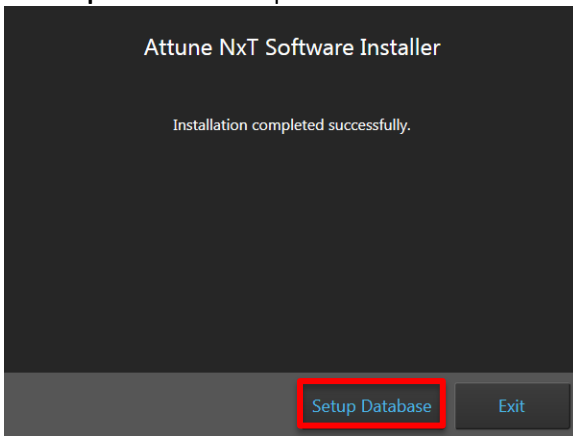 Attune NxT Software Installer
Installation completed successfully.
Setup Database
Exit